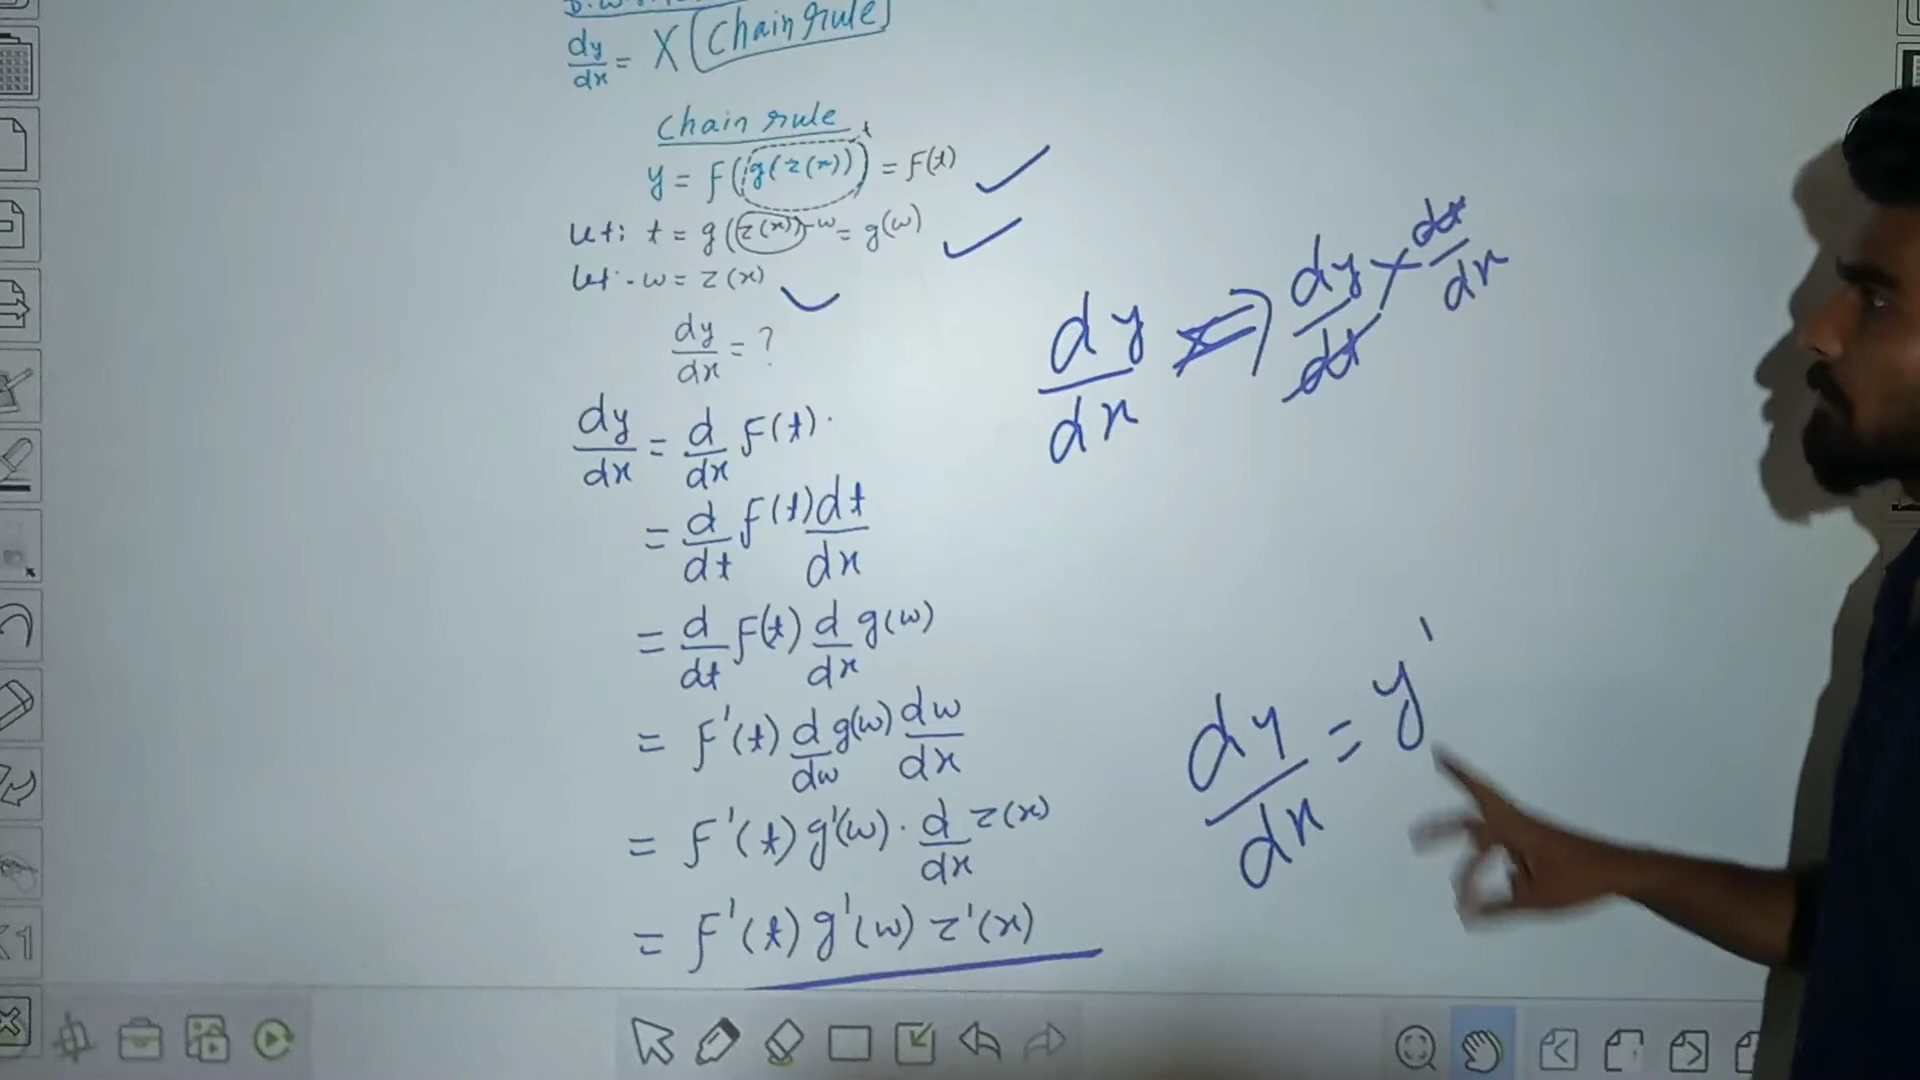 dy/dx = X (Chain rule)
Chain rule
y = f(g(z(x))) t = f(t)
Let: t = g(z(x)) w = g(w)
Let - w = z(x)
dy/dx = ?
dy/dx = d/dx f(t).
= d/dt f(t) dt/dx
= d/dt f(t) d/dx g(w)
= f'(t) d/dw g(w) dw/dx
= f'(t) g'(w) . d/dx z(x)
= f'(t) g'(w) z'(x)
dy/dx ⇒ dy/dt × dt/dx
dy/dx = y'